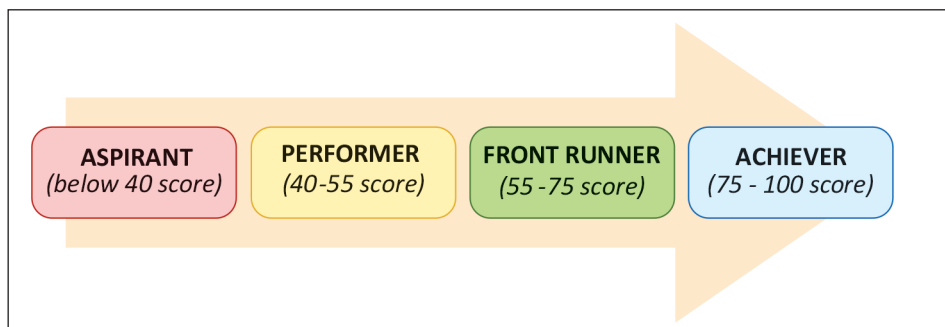 ASPIRANT
(below 40 score)
PERFORMER
(40-55 score)
FRONT RUNNER
(55 -75 score)
ACHIEVER
(75 - 100 score)